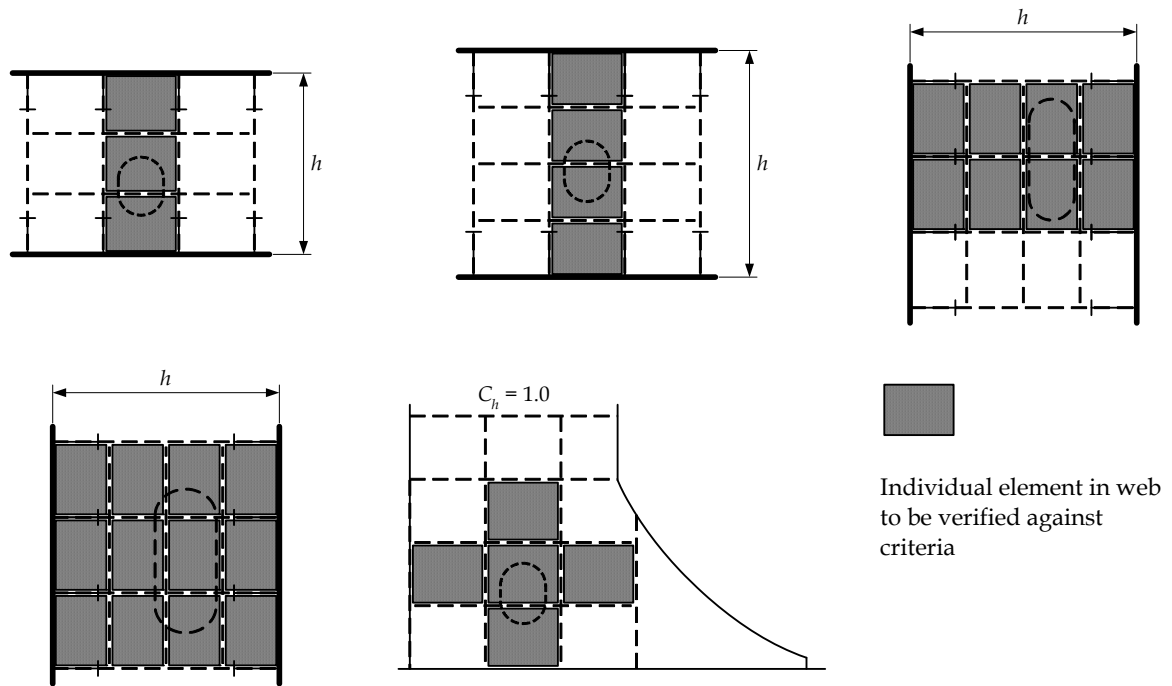 h
h
h
h
C_h = 1.0
Individual element in web
to be verified against
criteria